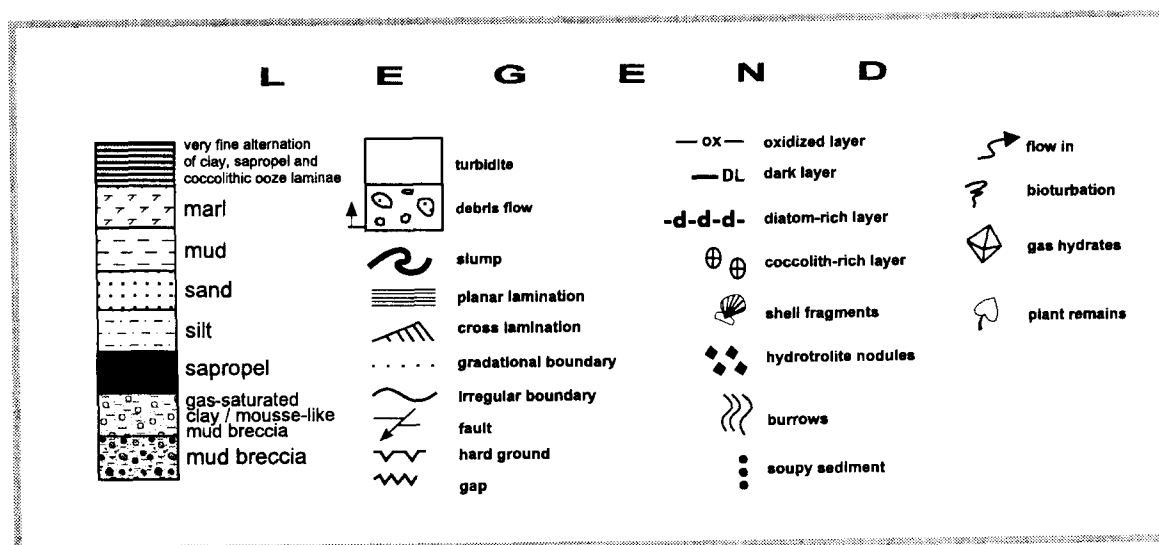 L E G E N D
very fine alternation
of clay, sapropel and
coccolithic ooze laminae
marl
mud
sand
silt
sapropel
gas-saturated
clay / mousse-like
mud breccia
mud breccia
turbidite
debris flow
slump
planar lamination
cross lamination
gradational boundary
irregular boundary
fault
hard ground
gap
OX
oxidized layer
DL
dark layer
-d-d-d-
diatom-rich layer
coccolith-rich layer
shell fragments
hydrotrolite nodules
burrows
soupy sediment
flow in
bioturbation
gas hydrates
plant remains